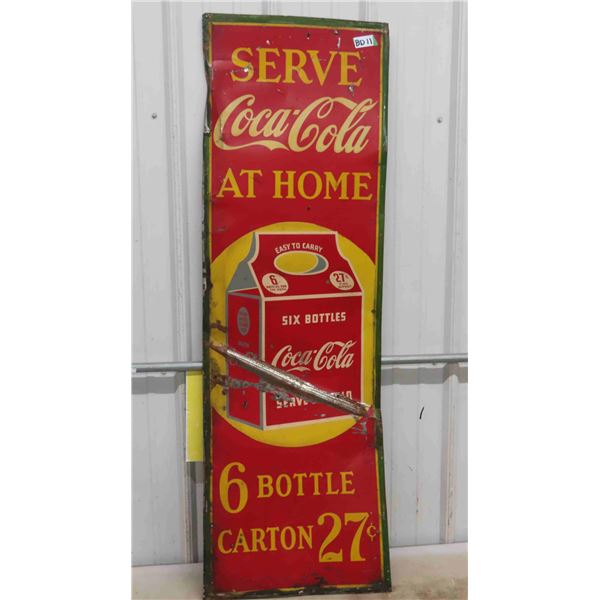 BD11
SERVE
Coca-Cola
AT HOME
EASY TO CARRY
6
27¢
SIX BOTTLES
Coca-Cola
SERVE
6 BOTTLE
CARTON 27¢